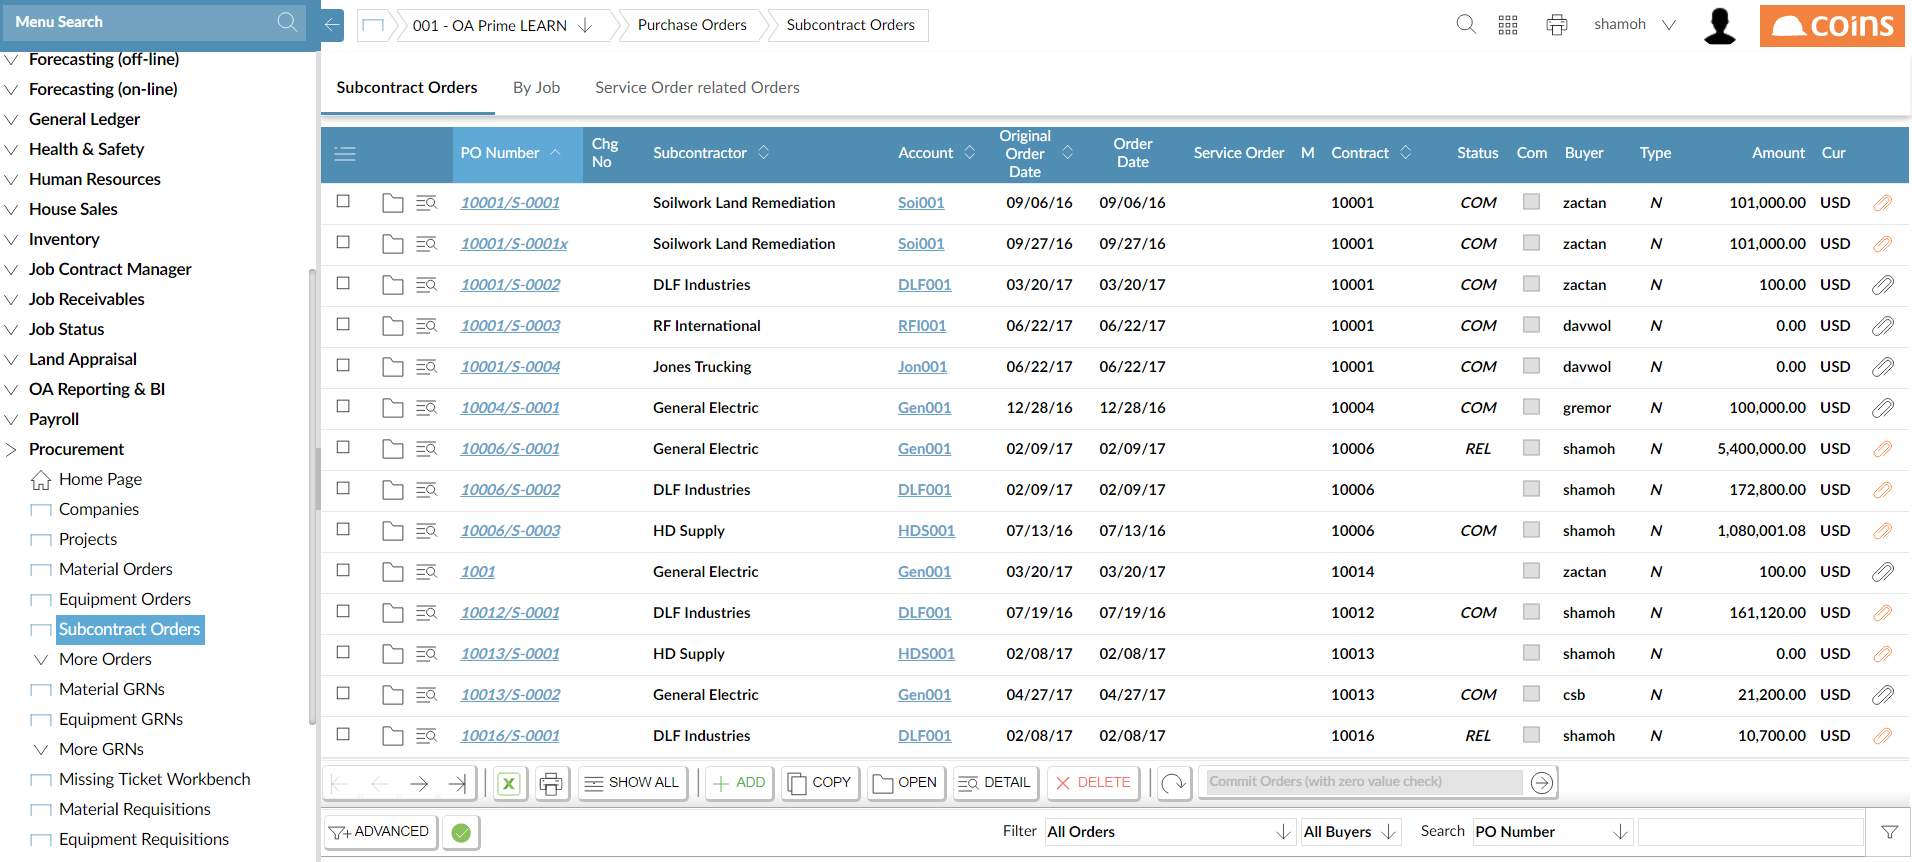 Menu Search
Forecasting (off-line)
Forecasting (on-line)
General Ledger
Health & Safety
Human Resources
House Sales
Inventory
Job Contract Manager
Job Receivables
Job Status
Land Appraisal
OA Reporting & BI
Payroll
Procurement
Home Page
Companies
Projects
Material Orders
Equipment Orders
Subcontract Orders
More Orders
Material GRNs
Equipment GRNs
More GRNs
Missing Ticket Workbench
Material Requisitions
Equipment Requisitions
001 - OA Prime LEARN Purchase Orders Subcontract Orders shamoh coins
Subcontract Orders By Job Service Order related Orders
PO Number Chg No Subcontractor Account Original Order Date Order Date Service Order M Contract Status Com Buyer Type Amount Cur
10001/S-0001 Soilwork Land Remediation Soi001 09/06/16 09/06/16 10001 COM zactan N 101,000.00 USD
10001/S-0001x Soilwork Land Remediation Soi001 09/27/16 09/27/16 10001 COM zactan N 101,000.00 USD
10001/S-0002 DLF Industries DLF001 03/20/17 03/20/17 10001 COM zactan N 100.00 USD
10001/S-0003 RF International RFI001 06/22/17 06/22/17 10001 COM davwol N 0.00 USD
10001/S-0004 Jones Trucking Jon001 06/22/17 06/22/17 10001 COM davwol N 0.00 USD
10004/S-0001 General Electric Gen001 12/28/16 12/28/16 10004 COM gremor N 100,000.00 USD
10006/S-0001 General Electric Gen001 02/09/17 02/09/17 10006 REL shamoh N 5,400,000.00 USD
10006/S-0002 DLF Industries DLF001 02/09/17 02/09/17 10006 shamoh N 172,800.00 USD
10006/S-0003 HD Supply HDS001 07/13/16 07/13/16 10006 COM shamoh N 1,080,001.08 USD
1001 General Electric Gen001 03/20/17 03/20/17 10014 zactan N 100.00 USD
10012/S-0001 DLF Industries DLF001 07/19/16 07/19/16 10012 COM shamoh N 161,120.00 USD
10013/S-0001 HD Supply HDS001 02/08/17 02/08/17 10013 shamoh N 0.00 USD
10013/S-0002 General Electric Gen001 04/27/17 04/27/17 10013 COM csb N 21,200.00 USD
10016/S-0001 DLF Industries DLF001 02/08/17 02/08/17 10016 REL shamoh N 10,700.00 USD
SHOW ALL ADD COPY OPEN DETAIL DELETE Commit Orders (with zero value check)
ADVANCED Filter All Orders All Buyers Search PO Number